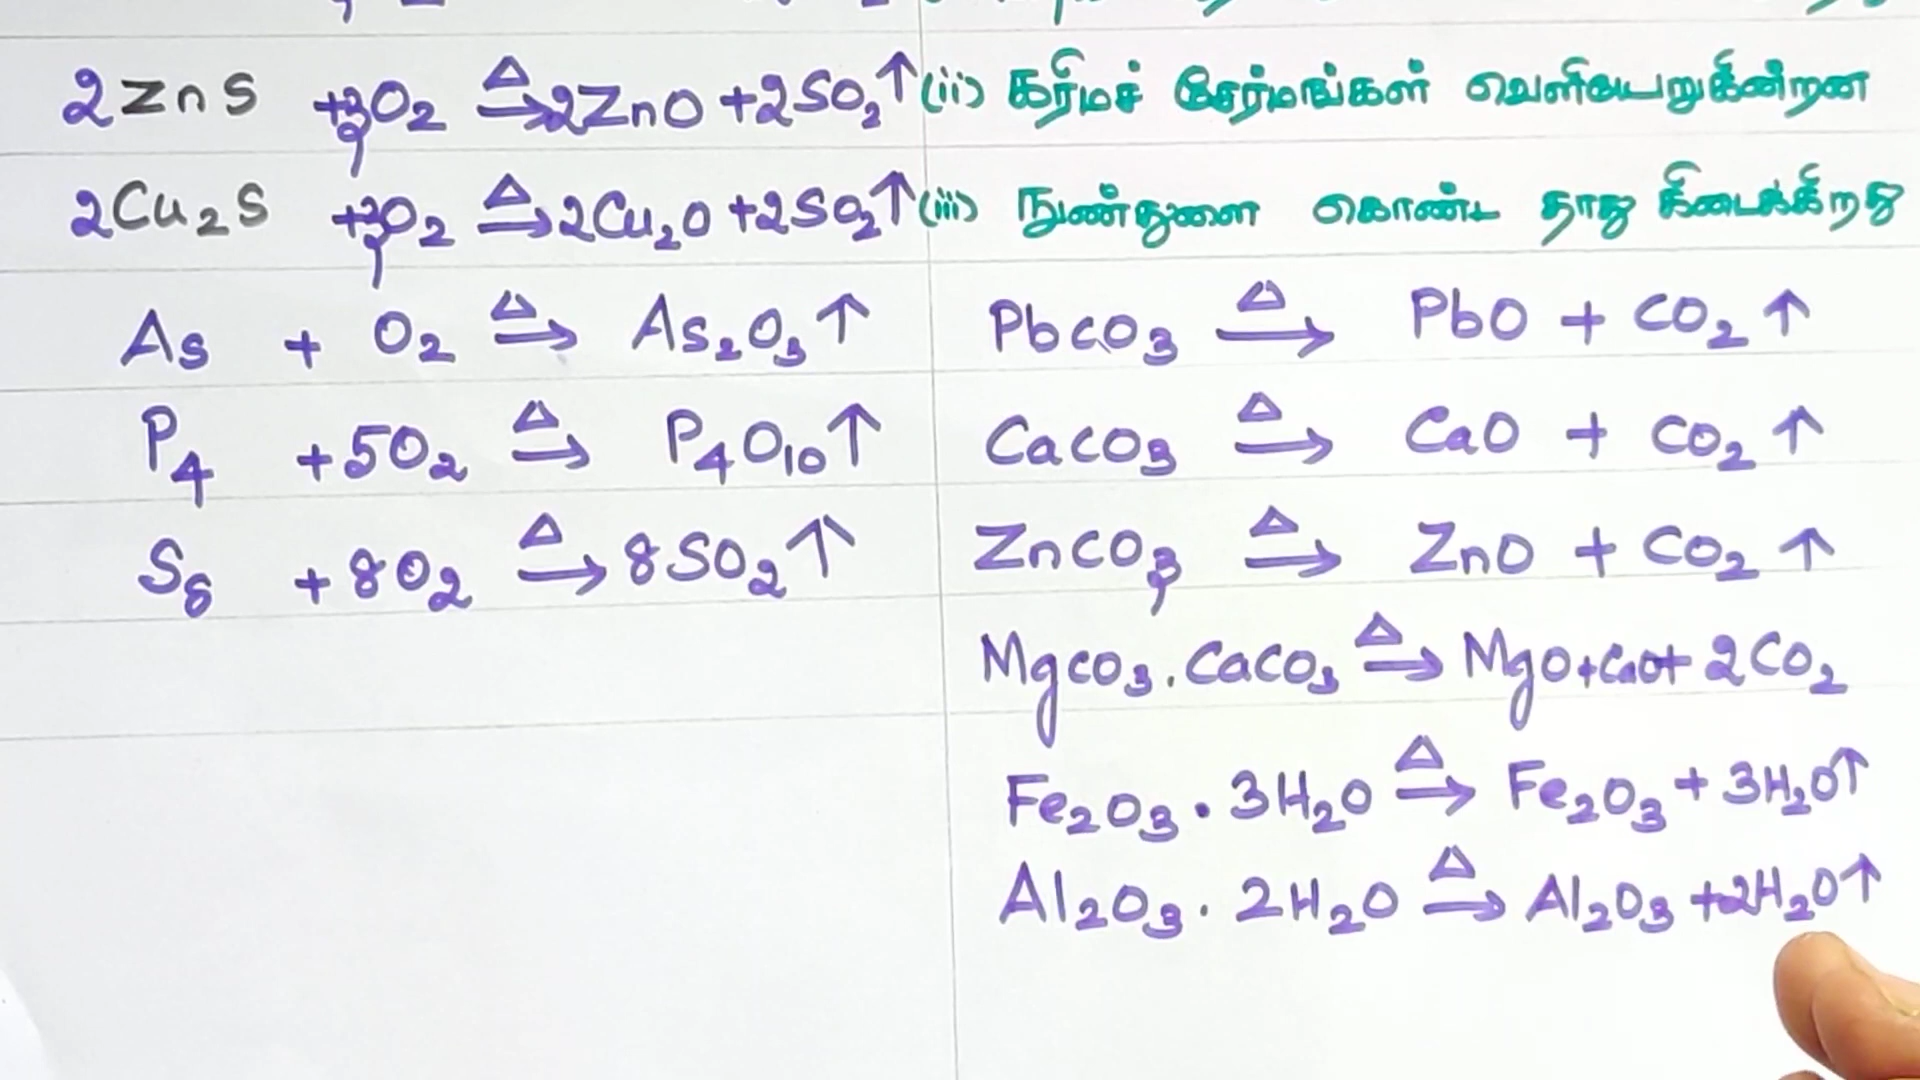 2ZnS + 3O₂ △→ 2ZnO + 2SO₂↑
2Cu₂S + 3O₂ △→ 2Cu₂O + 2SO₂↑
As + O₂ △→ As₂O₃↑
P₄ + 5O₂ △→ P₄O₁₀↑
S₈ + 8O₂ △→ 8SO₂↑
(ii) கரிமச் சேர்மங்கள் வெளியேறுகின்றன
(iii) நுண்துளை கொண்ட தாது கிடைக்கிறது
PbCO₃ △→ PbO + CO₂↑
CaCO₃ △→ CaO + CO₂↑
ZnCO₃ △→ ZnO + CO₂↑
MgCO₃.CaCO₃ △→ MgO+CaO+ 2CO₂
Fe₂O₃.3H₂O △→ Fe₂O₃ + 3H₂O↑
Al₂O₃.2H₂O △→ Al₂O₃ + 2H₂O↑